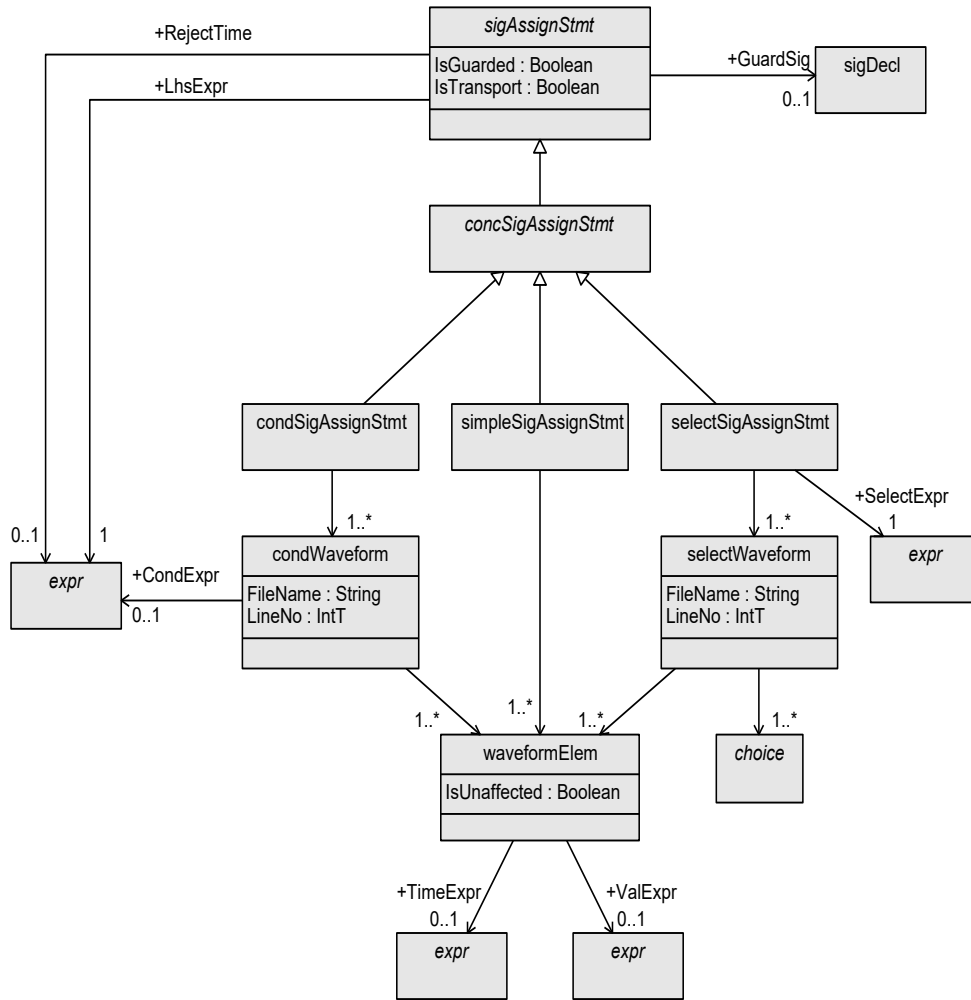 sigAssignStmt
+RejectTime
IsGuarded : Boolean
+GuardSig
sigDecl
+LhsExpr
IsTransport : Boolean
0..1
concSigAssignStmt
condSigAssignStmt
simpleSigAssignStmt
selectSigAssignStmt
+SelectExpr
0..1
1
1..*
1..*
1
condWaveform
selectWaveform
expr
expr
+CondExpr
FileName : String
FileName : String
0..1
LineNo : IntT
LineNo : IntT
1..*
1..*
1..*
1..*
waveformElem
choice
IsUnaffected : Boolean
+TimeExpr
+ValExpr
0..1
0..1
expr
expr